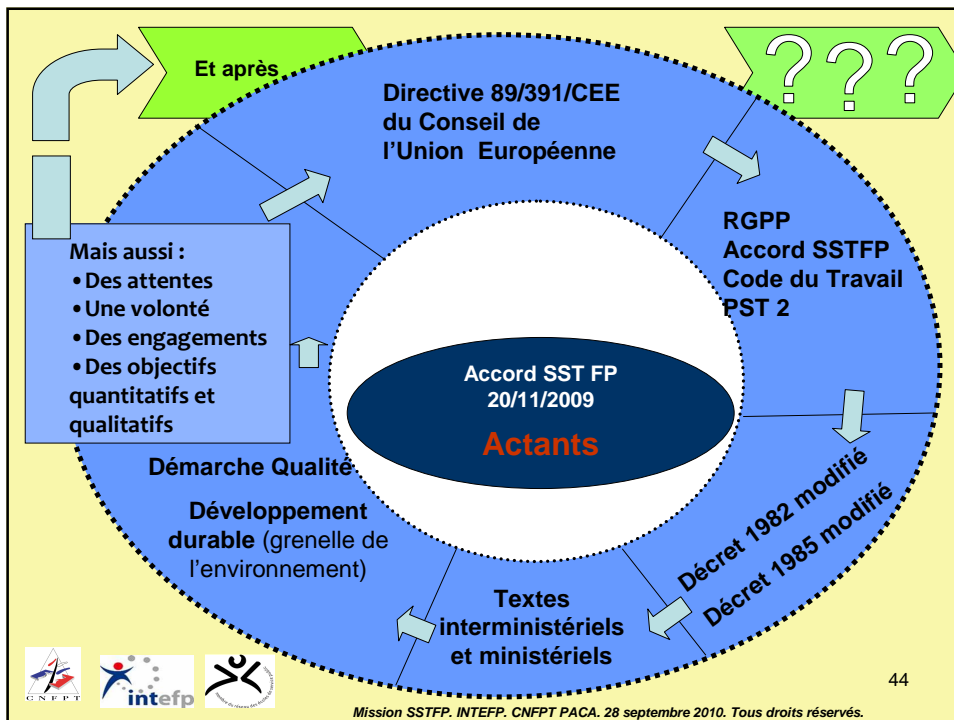 Et après
? ? ?
Directive 89/391/CEE
du Conseil de
l'Union Européenne
RGPP
Accord SSTFP
Code du Travail
PST 2
Mais aussi :
•Des attentes
•Une volonté
•Des engagements
•Des objectifs
quantitatifs et
qualitatifs
Accord SST FP
20/11/2009
Actants
Démarche Qualité
Développement
durable (grenelle de
l'environnement)
Décret 1982 modifié
Décret 1985 modifié
Textes
interministériels
et ministériels
CNFPT
intefp
44
Mission SSTFP. INTEFP. CNFPT PACA. 28 septembre 2010. Tous droits réservés.